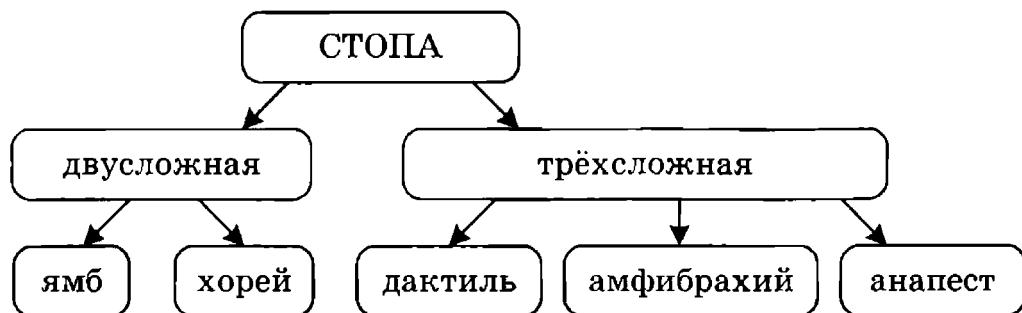 СТОПА
двусложная трёхсложная
ямб хорей дактиль амфибрахий анапест